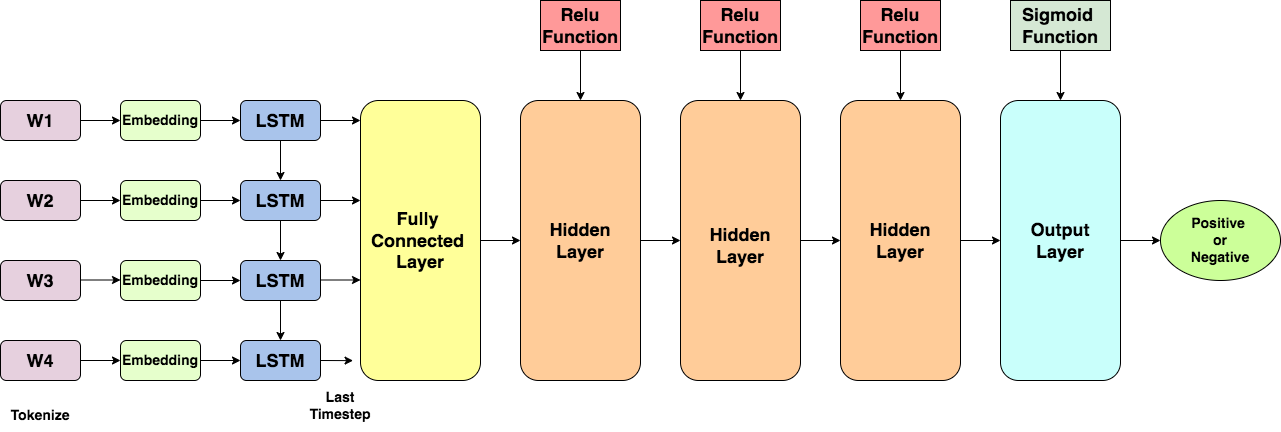 Relu
Function
Relu
Function
Relu
Function
Sigmoid
Function
W1
Embedding
LSTM
W2
Embedding
LSTM
W3
Embedding
LSTM
W4
Embedding
LSTM
Fully
Connected
Layer
Hidden
Layer
Hidden
Layer
Hidden
Layer
Output
Layer
Positive
or
Negative
Tokenize
Last
Timestep